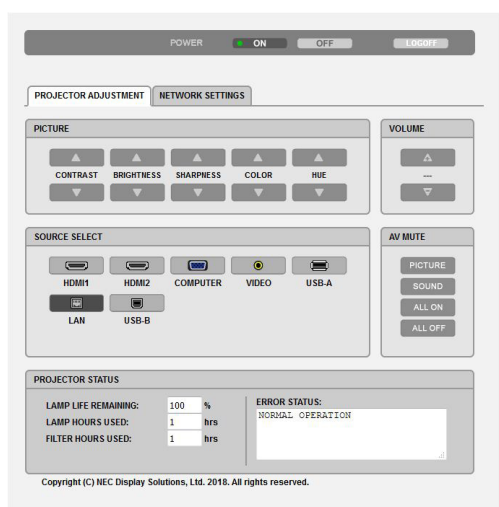 POWER ON OFF LOGOFF
PROJECTOR ADJUSTMENT NETWORK SETTINGS
PICTURE
CONTRAST BRIGHTNESS SHARPNESS COLOR HUE
VOLUME
---
SOURCE SELECT
HDMI1 HDMI2 COMPUTER VIDEO USB-A
LAN USB-B
AV MUTE
PICTURE
SOUND
ALL ON
ALL OFF
PROJECTOR STATUS
LAMP LIFE REMAINING: 100 %
LAMP HOURS USED: 1 hrs
FILTER HOURS USED: 1 hrs
ERROR STATUS:
NORMAL OPERATION
Copyright (C) NEC Display Solutions, Ltd. 2018. All rights reserved.